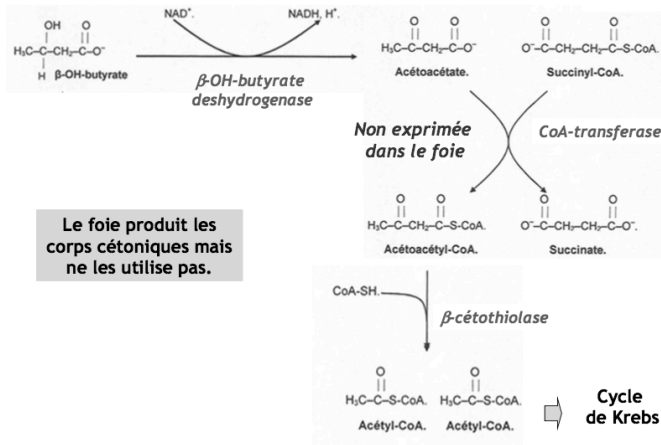 NAD⁺.
NADH, H⁺.
OH O
H₃C–C–CH₂–C–O⁻
H
β-OH-butyrate
β-OH-butyrate
deshydrogenase
O O
H₃C–C–CH₂–C–O⁻
Acétoacétate.
O O
O⁻–C–CH₂–CH₂–C–S-CoA.
Succinyl-CoA.
Non exprimée
dans le foie
CoA-transferase
O O
H₃C–C–CH₂–C–S-CoA.
Acétoacétyl-CoA.
O O
O⁻–C–CH₂–CH₂–C–O⁻.
Succinate.
Le foie produit les
corps cétoniques mais
ne les utilise pas.
CoA-SH.
β-cétothiolase
O
H₃C–C–S-CoA.
Acétyl-CoA.
O
H₃C–C–S-CoA.
Acétyl-CoA.
Cycle
de Krebs